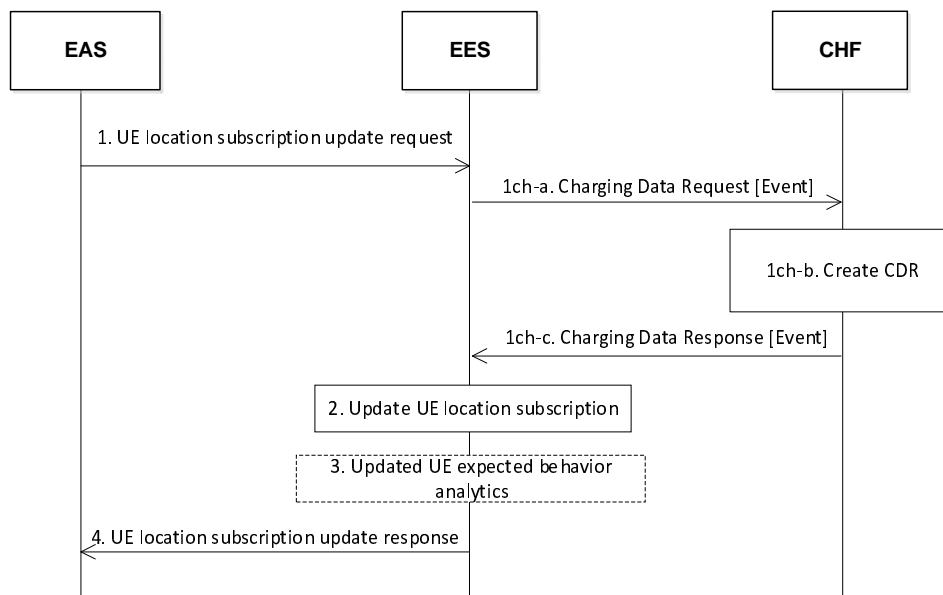 EAS
EES
CHF
1. UE location subscription update request
1ch-a. Charging Data Request [Event]
1ch-b. Create CDR
1ch-c. Charging Data Response [Event]
2. Update UE location subscription
3. Updated UE expected behavior
analytics
4. UE location subscription update response